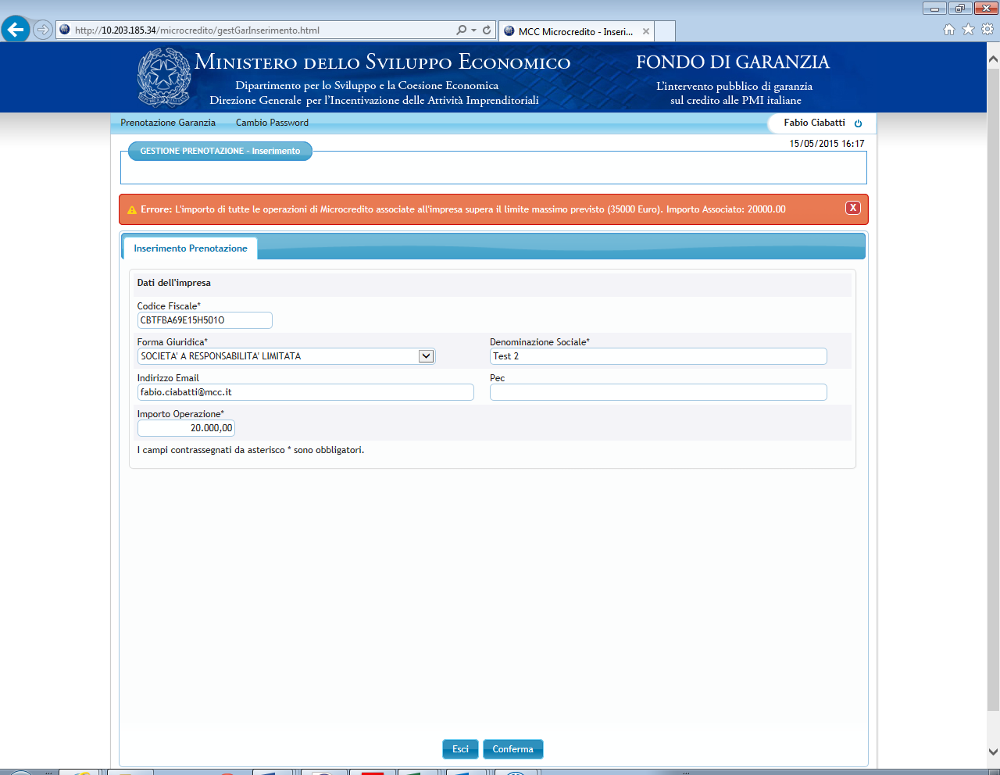 http://10.203.185.34/microcredito/gestGarInserimento.html
MCC Microcredito - Inseri...
MINISTERO DELLO SVILUPPO ECONOMICO
Dipartimento per lo Sviluppo e la Coesione Economica
Direzione Generale per l'Incentivazione delle Attività Imprenditoriali
FONDO DI GARANZIA
L'intervento pubblico di garanzia
sul credito alle PMI italiane
Prenotazione Garanzia Cambio Password Fabio Ciabatti
15/05/2015 16:17
GESTIONE PRENOTAZIONE - Inserimento
Errore: L'importo di tutte le operazioni di Microcredito associate all'impresa supera il limite massimo previsto (35000 Euro). Importo Associato: 20000.00 X
Inserimento Prenotazione
Dati dell'impresa
Codice Fiscale*
CBTFBA69E15H501O
Forma Giuridica* Denominazione Sociale*
SOCIETA' A RESPONSABILITA' LIMITATA Test 2
Indirizzo Email Pec
fabio.ciabatti@mcc.it
Importo Operazione*
20.000,00
I campi contrassegnati da asterisco * sono obbligatori.
Esci Conferma